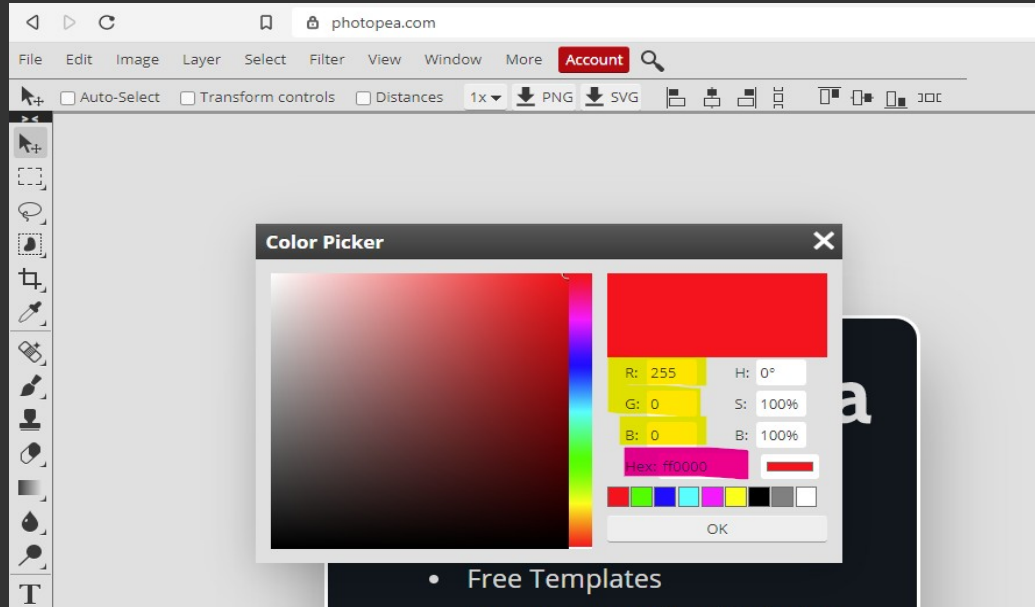 photopea.com
File Edit Image Layer Select Filter View Window More Account
Auto-Select Transform controls Distances 1x PNG SVG
Color Picker
R: 255 H: 0°
G: 0 S: 100%
B: 0 B: 100%
Hex: ff0000
OK
a
Free Templates
T